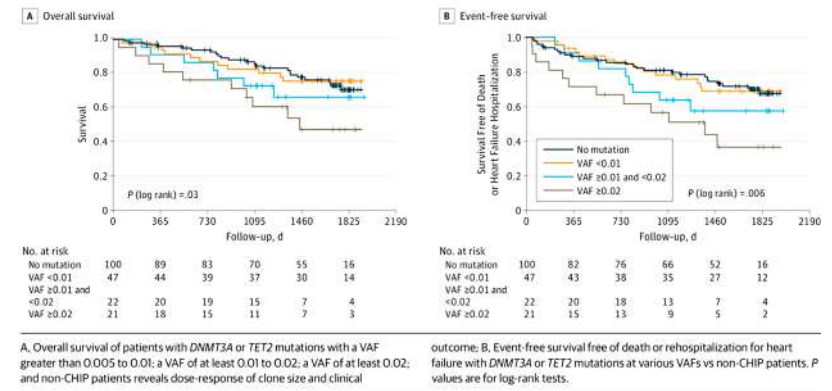 A Overall survival
1.0
0.8
0.6
0.4
0.2
0
Survival
P (log rank) =.03
0 365 730 1095 1460 1825 2190
Follow-up, d
No. at risk
No mutation 100 89 83 70 55 16
VAF <0.01 47 44 39 37 30 14
VAF ≥0.01 and
<0.02 22 20 19 15 7 4
VAF ≥0.02 21 18 15 11 7 3
B Event-free survival
1.0
0.8
0.6
0.4
0.2
0
Survival Free of Death
or Heart Failure Hospitalization
No mutation
VAF <0.01
VAF ≥0.01 and <0.02
VAF ≥0.02
P (log rank) =.006
0 365 730 1095 1460 1825 2190
Follow-up, d
No. at risk
No mutation 100 82 76 66 52 16
VAF <0.01 47 43 38 35 27 12
VAF ≥0.01 and
<0.02 22 20 18 13 7 4
VAF ≥0.02 21 15 13 9 5 2
A, Overall survival of patients with DNMT3A or TET2 mutations with a VAF
greater than 0.005 to 0.01; a VAF of at least 0.01 to 0.02; a VAF of at least 0.02;
and non-CHIP patients reveals dose-response of clone size and clinical
outcome; B, Event-free survival free of death or rehospitalization for heart
failure with DNMT3A or TET2 mutations at various VAFs vs non-CHIP patients. P
values are for log-rank tests.